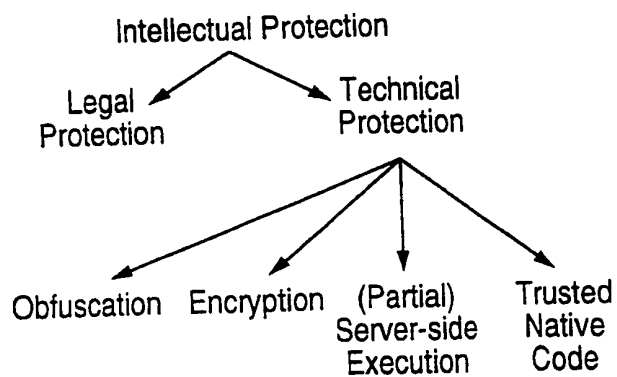 Intellectual Protection
Legal
Protection
Technical
Protection
Obfuscation
Encryption
(Partial)
Server-side
Execution
Trusted
Native
Code